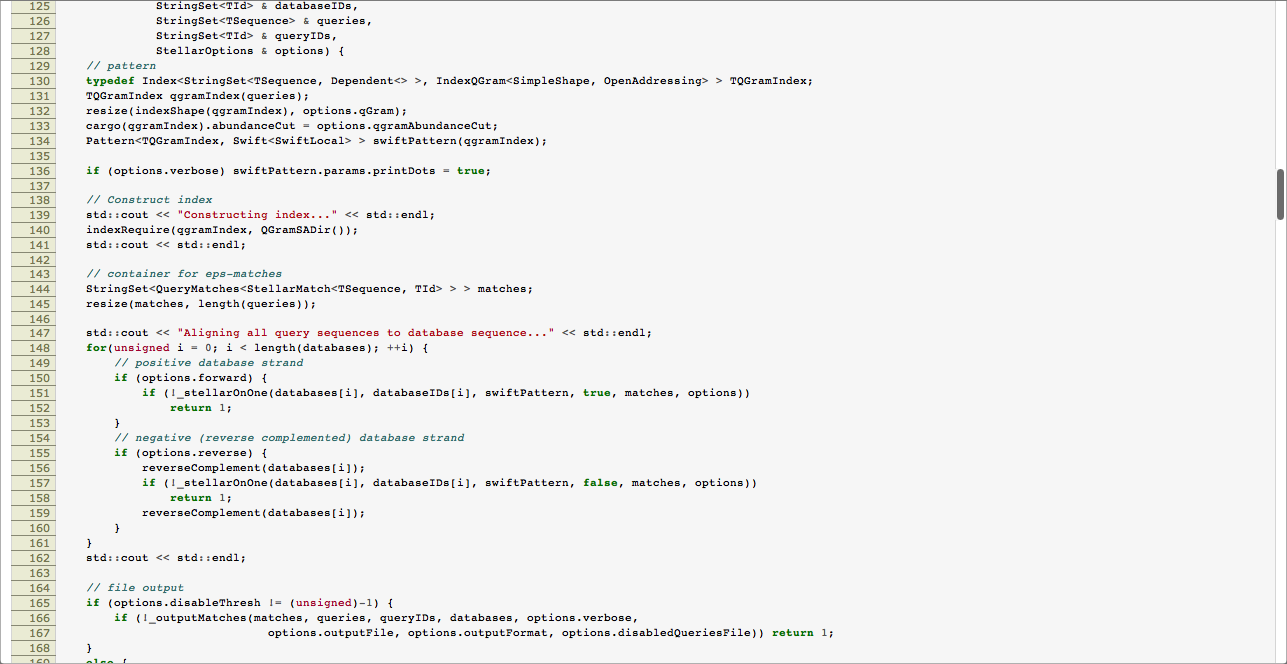 125 StringSet<TId> & databaseIDs,
126 StringSet<TSequence> & queries,
127 StringSet<TId> & queryIDs,
128 StellarOptions & options) {
129 // pattern
130 typedef Index<StringSet<TSequence, Dependent<> >, IndexQGram<SimpleShape, OpenAddressing> > TQGramIndex;
131 TQGramIndex qgramIndex(queries);
132 resize(indexShape(qgramIndex), options.qGram);
133 cargo(qgramIndex).abundanceCut = options.qgramAbundanceCut;
134 Pattern<TQGramIndex, Swift<SwiftLocal> > swiftPattern(qgramIndex);
135
136 if (options.verbose) swiftPattern.params.printDots = true;
137
138 // Construct index
139 std::cout << "Constructing index..." << std::endl;
140 indexRequire(qgramIndex, QGramSADir());
141 std::cout << std::endl;
142
143 // container for eps-matches
144 StringSet<QueryMatches<StellarMatch<TSequence, TId> > > matches;
145 resize(matches, length(queries));
146
147 std::cout << "Aligning all query sequences to database sequence..." << std::endl;
148 for(unsigned i = 0; i < length(databases); ++i) {
149 // positive database strand
150 if (options.forward) {
151 if (!_stellarOnOne(databases[i], databaseIDs[i], swiftPattern, true, matches, options))
152 return 1;
153 }
154 // negative (reverse complemented) database strand
155 if (options.reverse) {
156 reverseComplement(databases[i]);
157 if (!_stellarOnOne(databases[i], databaseIDs[i], swiftPattern, false, matches, options))
158 return 1;
159 reverseComplement(databases[i]);
160 }
161 }
162 std::cout << std::endl;
163
164 // file output
165 if (options.disableThresh != (unsigned)-1) {
166 if (!_outputMatches(matches, queries, queryIDs, databases, options.verbose,
167 options.outputFile, options.outputFormat, options.disabledQueriesFile)) return 1;
168 }
169 else {